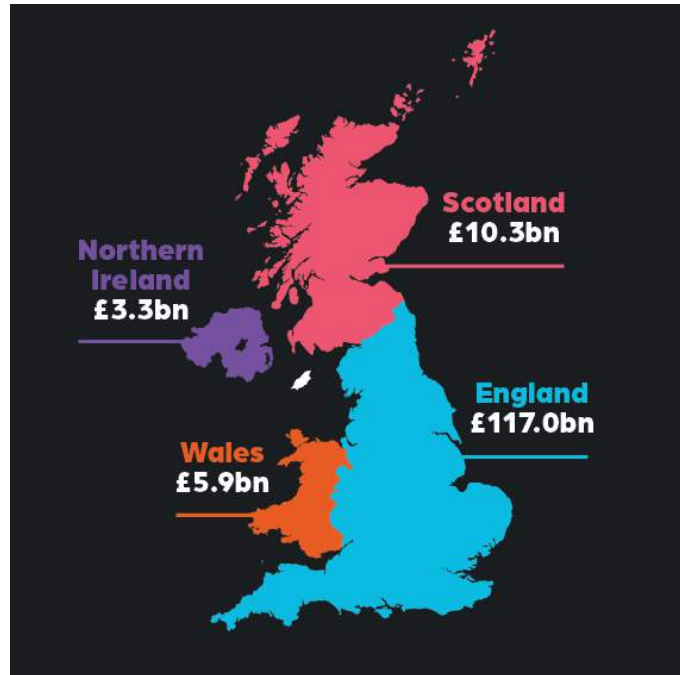 Scotland
£10.3bn
Northern
Ireland
£3.3bn
England
£117.0bn
Wales
£5.9bn